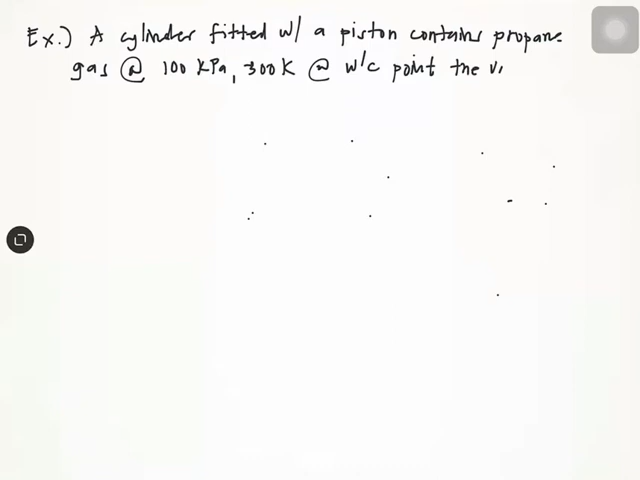 Ex.) A cylinder fitted w/ a piston contains propane
gas @ 100 kPa, 300 K @ w/c point the v